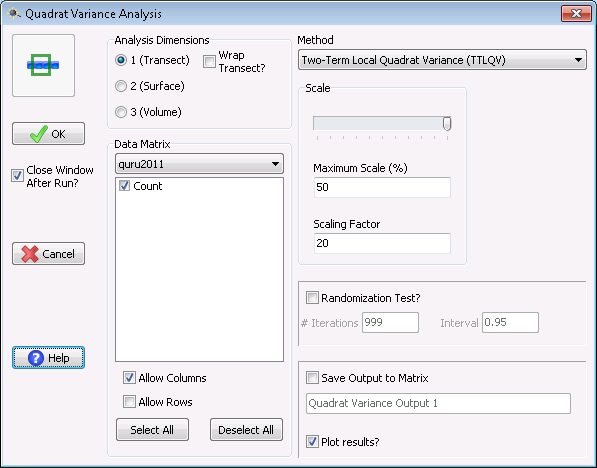 Quadrat Variance Analysis
OK
Close Window
After Run?
Cancel
Help
Analysis Dimensions
1 (Transect)
Wrap
Transect?
2 (Surface)
3 (Volume)
Data Matrix
quru2011
Count
Allow Columns
Allow Rows
Select All
Deselect All
Method
Two-Term Local Quadrat Variance (TTLQV)
Scale
Maximum Scale (%)
50
Scaling Factor
20
Randomization Test?
# Iterations
999
Interval
0.95
Save Output to Matrix
Quadrat Variance Output 1
Plot results?